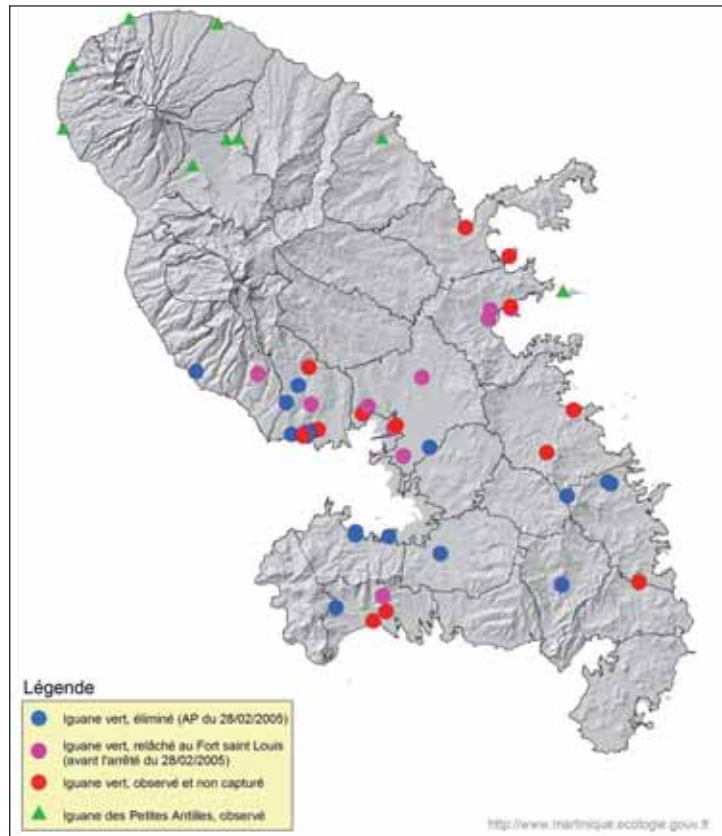 Légende
Iguane vert, éliminé (AP du 28/02/2005)
Iguane vert, relâché au Fort saint Louis
(avant l'arrêté du 28/02/2005)
Iguane vert, observé et non capturé
Iguane des Petites Antilles, observé
http://www.martinique.ecologie.gouv.fr